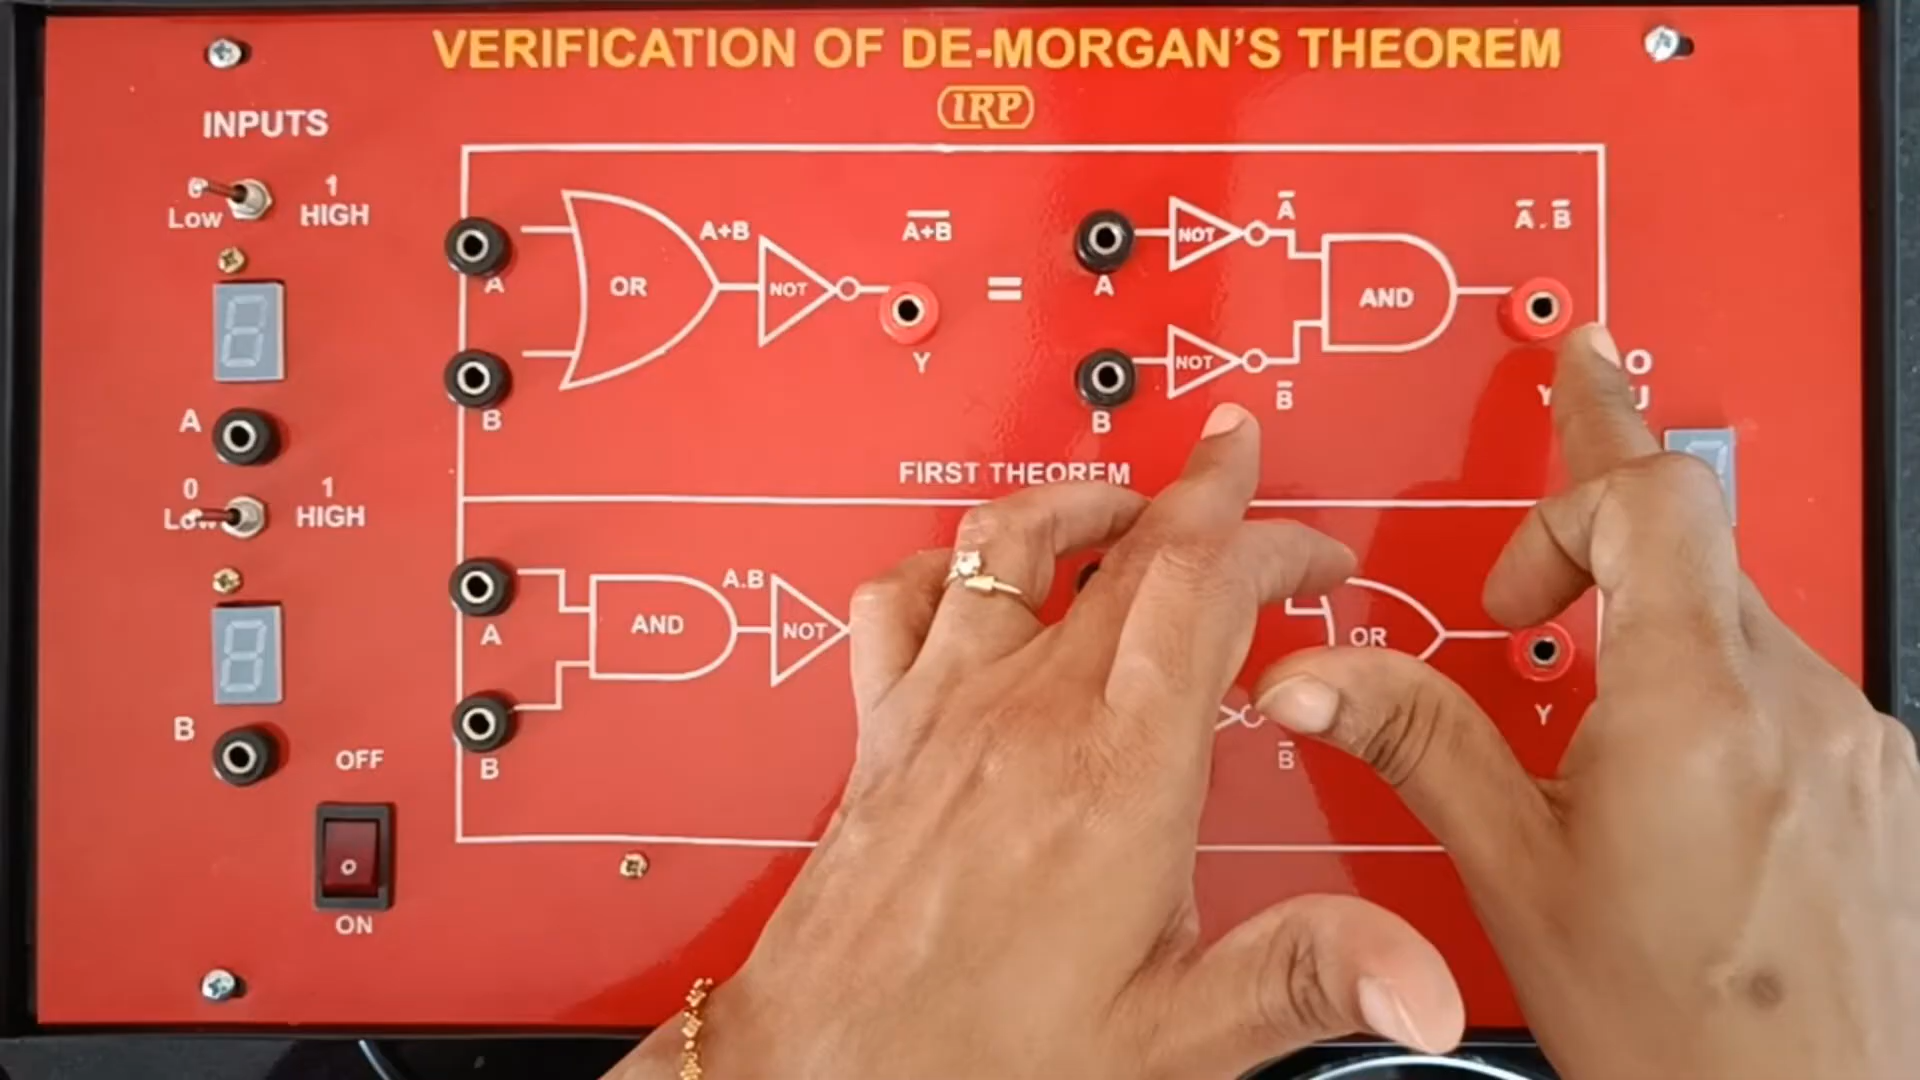 VERIFICATION OF DE-MORGAN'S THEOREM
IRP
INPUTS
0 1
Low HIGH
A
0 1
Low HIGH
B
OFF
O
ON
A
B
OR
A+B
NOT
A̅+̅B̅
Y
=
A
B
NOT
NOT
A̅
B̅
AND
A̅.B̅
Y
FIRST THEOREM
A
B
AND
A.B
NOT
OR
B̅
Y